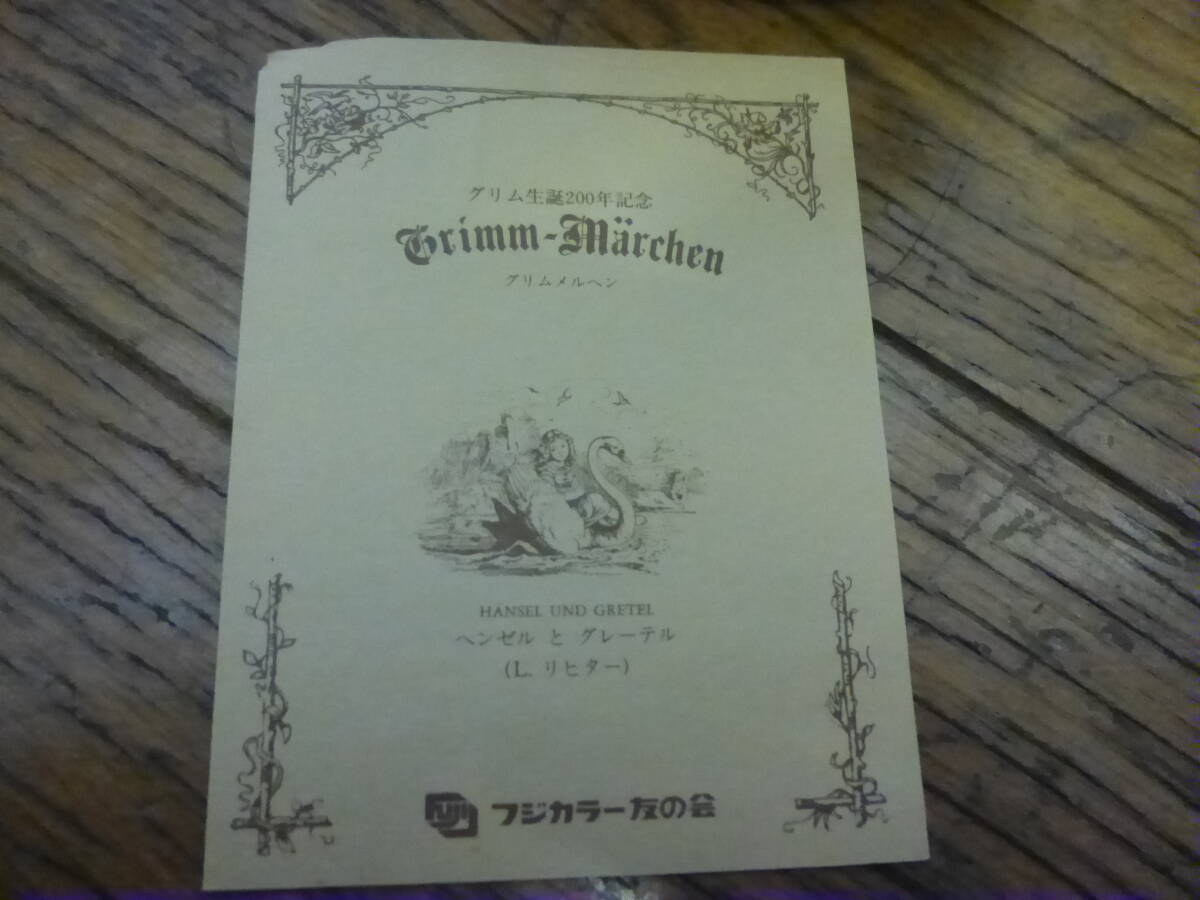 グリム生誕200年記念
Grimm-Märchen
グリムメルヘン
HANSEL UND GRETEL
ヘンゼル と グレーテル
(L. リヒター)
FUJI フジカラー友の会